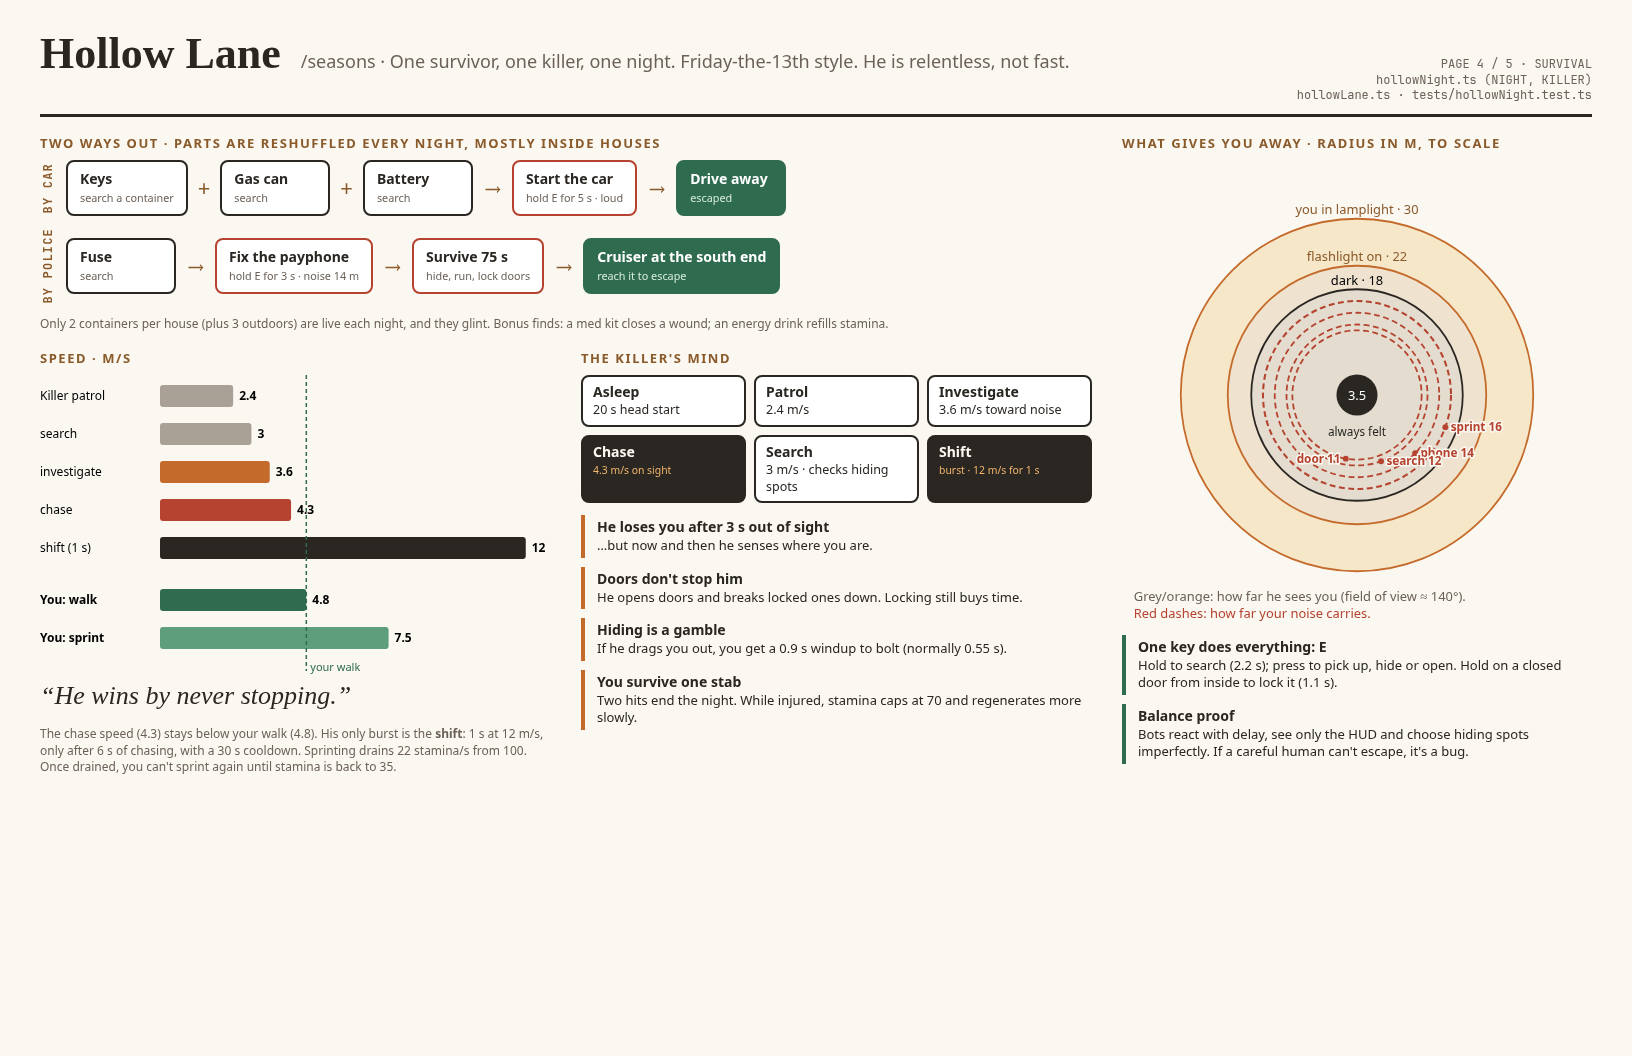 Hollow Lane
/seasons · One survivor, one killer, one night. Friday-the-13th style. He is relentless, not fast.
PAGE 4 / 5 · SURVIVAL
hollowNight.ts (NIGHT, KILLER)
hollowLane.ts · tests/hollowNight.test.ts
TWO WAYS OUT · PARTS ARE RESHUFFLED EVERY NIGHT, MOSTLY INSIDE HOUSES
BY CAR
Keys
search a container
+
Gas can
search
+
Battery
search
→
Start the car
hold E for 5 s · loud
→
Drive away
escaped
BY POLICE
Fuse
search
→
Fix the payphone
hold E for 3 s · noise 14 m
→
Survive 75 s
hide, run, lock doors
→
Cruiser at the south end
reach it to escape
Only 2 containers per house (plus 3 outdoors) are live each night, and they glint. Bonus finds: a med kit closes a wound; an energy drink refills stamina.
SPEED · M/S
Killer patrol
2.4
search
3
investigate
3.6
chase
4.3
shift (1 s)
12
You: walk
4.8
You: sprint
7.5
your walk
“He wins by never stopping.”
The chase speed (4.3) stays below your walk (4.8). His only burst is the shift: 1 s at 12 m/s,
only after 6 s of chasing, with a 30 s cooldown. Sprinting drains 22 stamina/s from 100.
Once drained, you can't sprint again until stamina is back to 35.
THE KILLER'S MIND
Asleep
20 s head start
Patrol
2.4 m/s
Investigate
3.6 m/s toward noise
Chase
4.3 m/s on sight
Search
3 m/s · checks hiding
spots
Shift
burst · 12 m/s for 1 s
He loses you after 3 s out of sight
…but now and then he senses where you are.
Doors don't stop him
He opens doors and breaks locked ones down. Locking still buys time.
Hiding is a gamble
If he drags you out, you get a 0.9 s windup to bolt (normally 0.55 s).
You survive one stab
Two hits end the night. While injured, stamina caps at 70 and regenerates more
slowly.
WHAT GIVES YOU AWAY · RADIUS IN M, TO SCALE
you in lamplight · 30
flashlight on · 22
dark · 18
3.5
always felt
sprint 16
phone 14
search 12
door 11
Grey/orange: how far he sees you (field of view ≈ 140°).
Red dashes: how far your noise carries.
One key does everything: E
Hold to search (2.2 s); press to pick up, hide or open. Hold on a closed
door from inside to lock it (1.1 s).
Balance proof
Bots react with delay, see only the HUD and choose hiding spots
imperfectly. If a careful human can't escape, it's a bug.